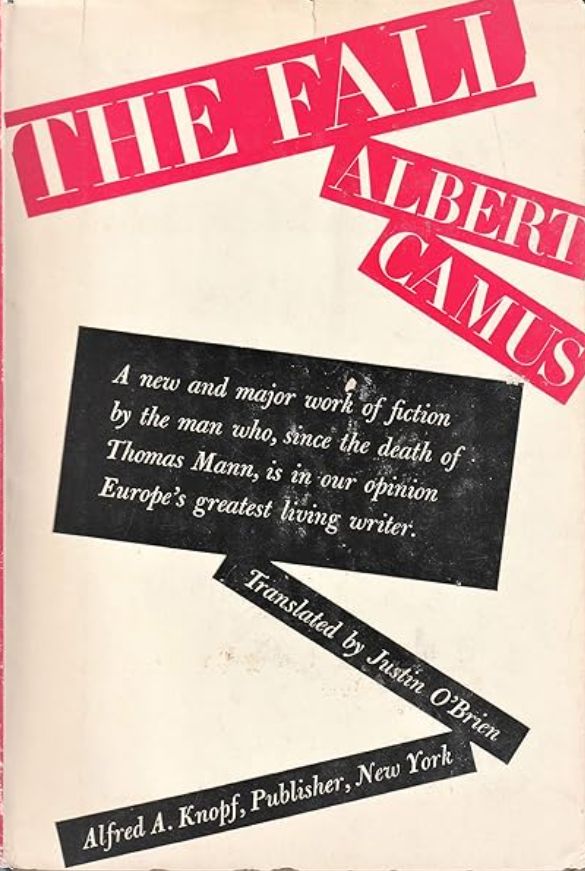 THE FALL
ALBERT
CAMUS
A new and major work of fiction
by the man who, since the death of
Thomas Mann, is in our opinion
Europe's greatest living writer.
Translated by Justin O'Brien
Alfred A. Knopf, Publisher, New York